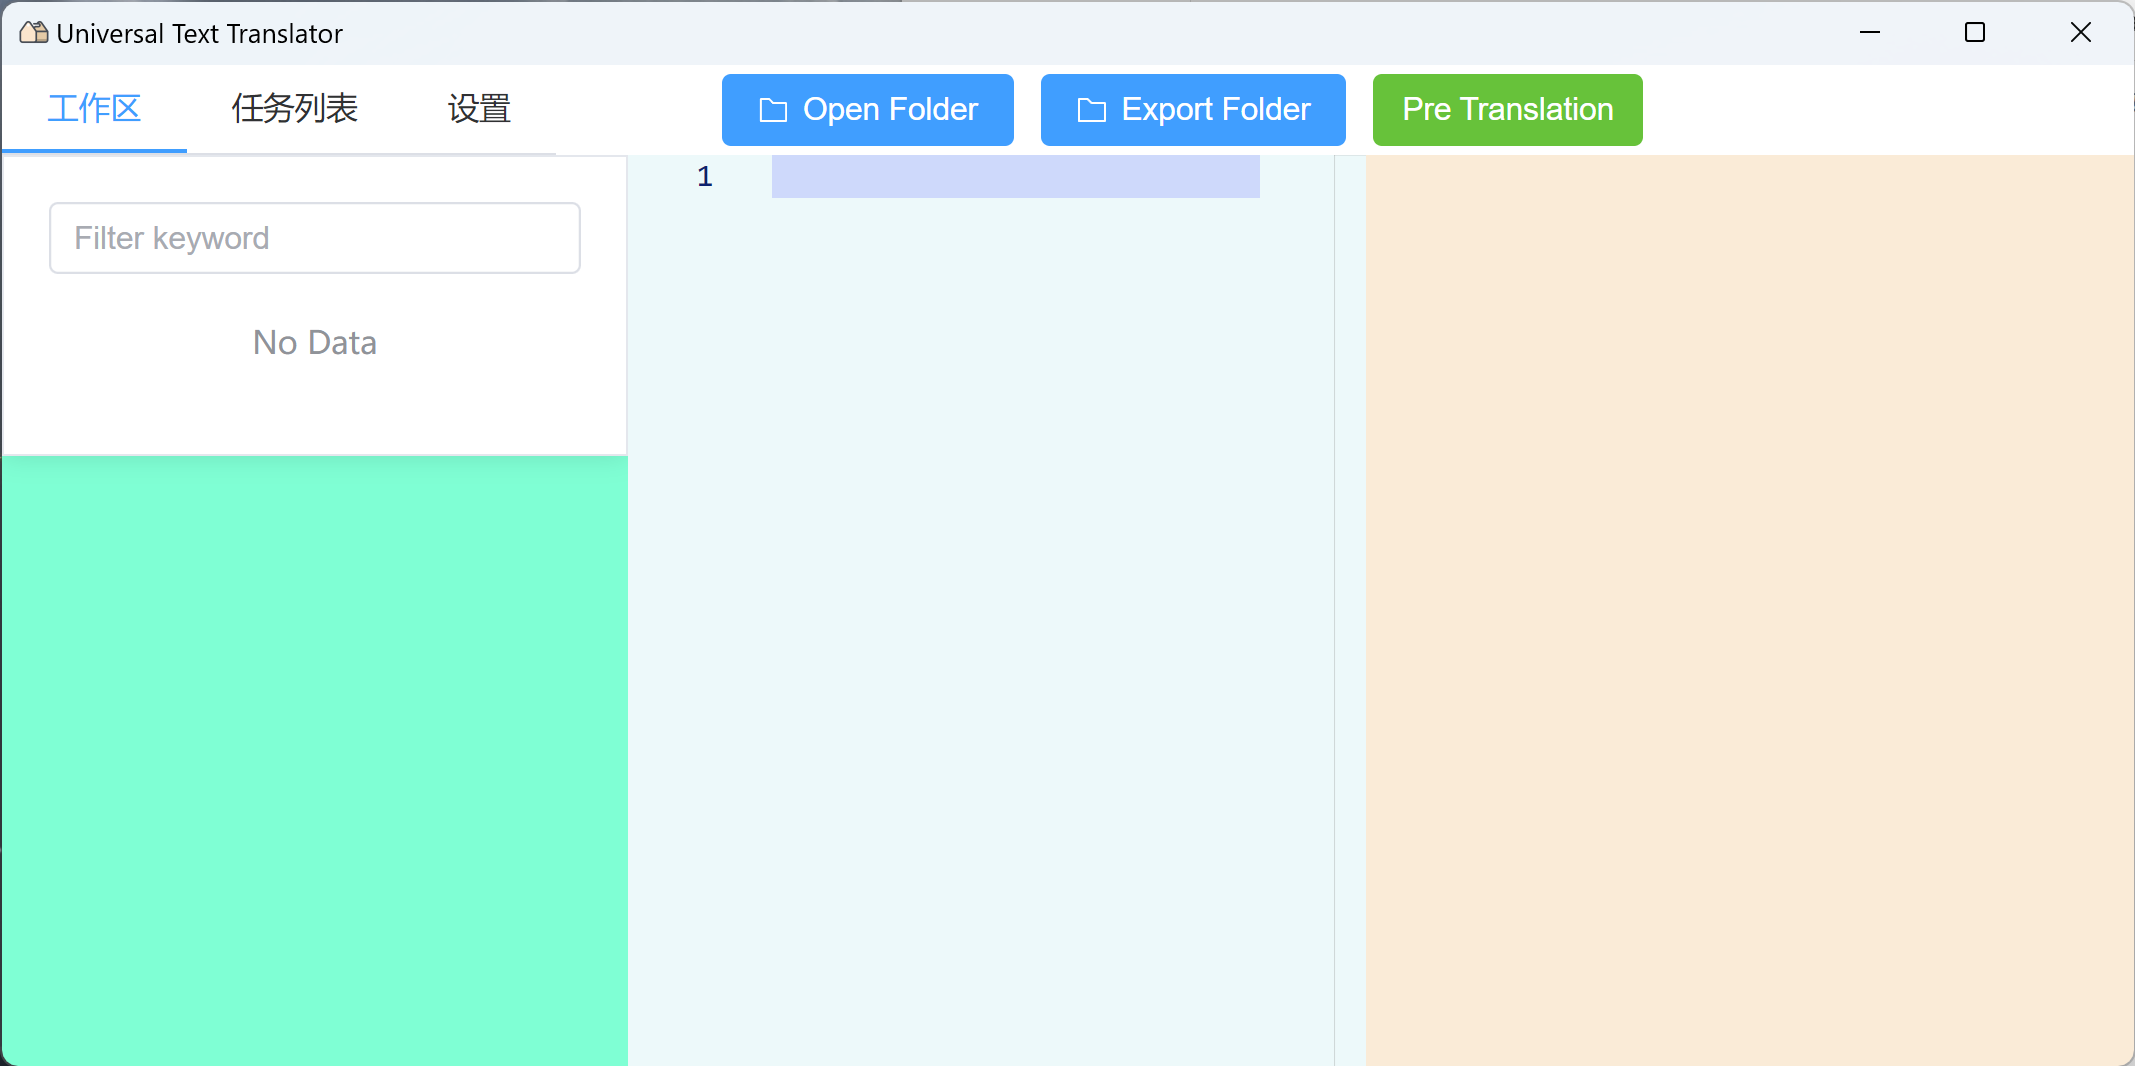 Universal Text Translator
工作区 任务列表 设置 Open Folder Export Folder Pre Translation
Filter keyword
No Data
1